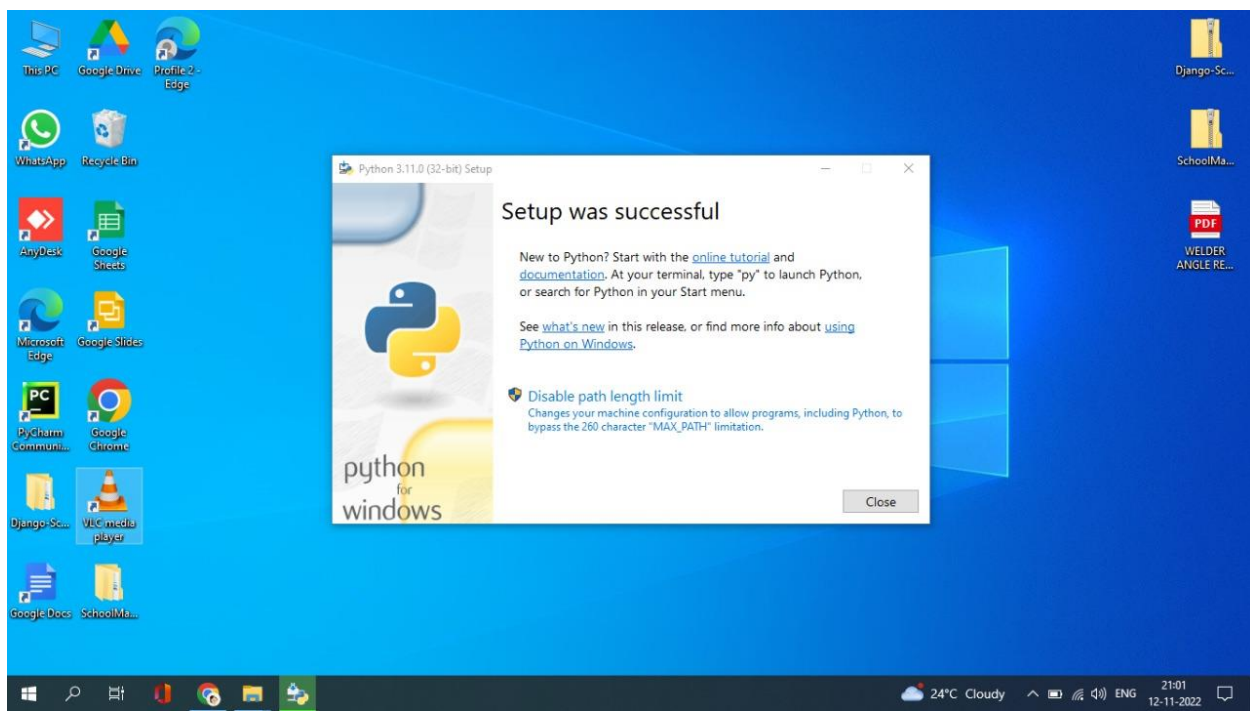 This PC
Google Drive
Profile 2 -
Edge
Django-Sc...
WhatsApp
Recycle Bin
SchoolMa...
AnyDesk
Google
Sheets
PDF
WELDER
ANGLE RE...
Microsoft
Edge
Google Slides
PC
PyCharm
Communi...
Google
Chrome
Django-Sc...
VLC media
player
Google Docs
SchoolMa...
Python 3.11.0 (32-bit) Setup
Setup was successful
New to Python? Start with the online tutorial and
documentation. At your terminal, type "py" to launch Python,
or search for Python in your Start menu.
See what's new in this release, or find more info about using
Python on Windows.
Disable path length limit
Changes your machine configuration to allow programs, including Python, to
bypass the 260 character "MAX_PATH" limitation.
python
for
windows
Close
24°C Cloudy
ENG
21:01
12-11-2022